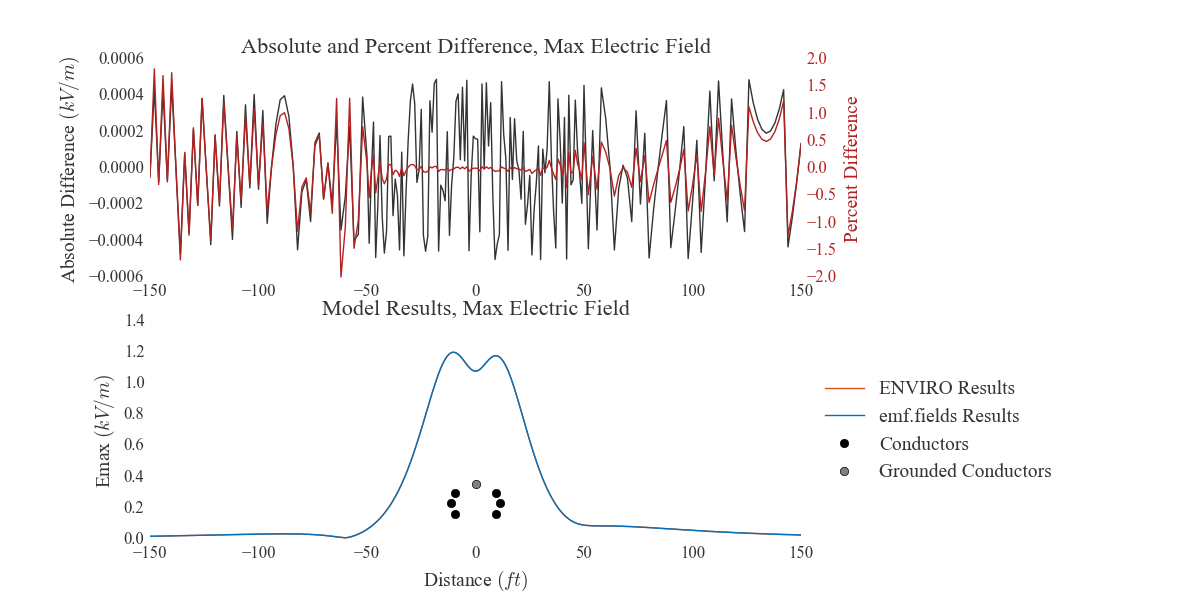 Absolute and Percent Difference, Max Electric Field
Absolute Difference (kV/m)
0.0006
0.0004
0.0002
0.0000
−0.0002
−0.0004
−0.0006
2.0
1.5
1.0
0.5
0.0
−0.5
−1.0
−1.5
−2.0
Percent Difference
−150 −100 −50 0 50 100 150
Model Results, Max Electric Field
Emax (kV/m)
1.4
1.2
1.0
0.8
0.6
0.4
0.2
0.0
−150 −100 −50 0 50 100 150
Distance (ft)
ENVIRO Results
emf.fields Results
Conductors
Grounded Conductors